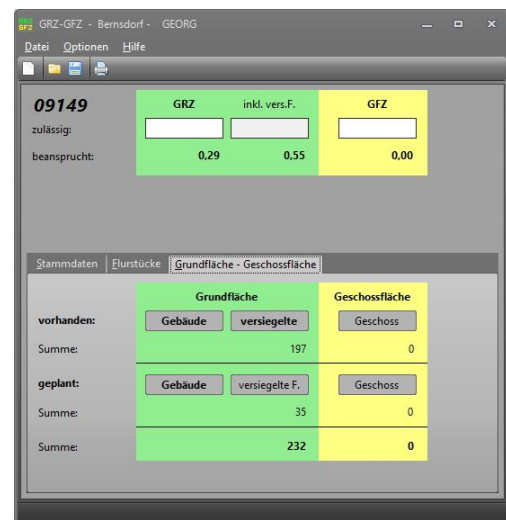 GRZ GFZ GRZ-GFZ - Bernsdorf - GEORG
Datei Optionen Hilfe
09149 GRZ inkl. vers.F. GFZ
zulässig:
beansprucht: 0,29 0,55 0,00
Stammdaten Flurstücke Grundfläche - Geschossfläche
Grundfläche Geschossfläche
vorhanden: Gebäude versiegelte Geschoss
Summe: 197 0
geplant: Gebäude versiegelte F. Geschoss
Summe: 35 0
Summe: 232 0